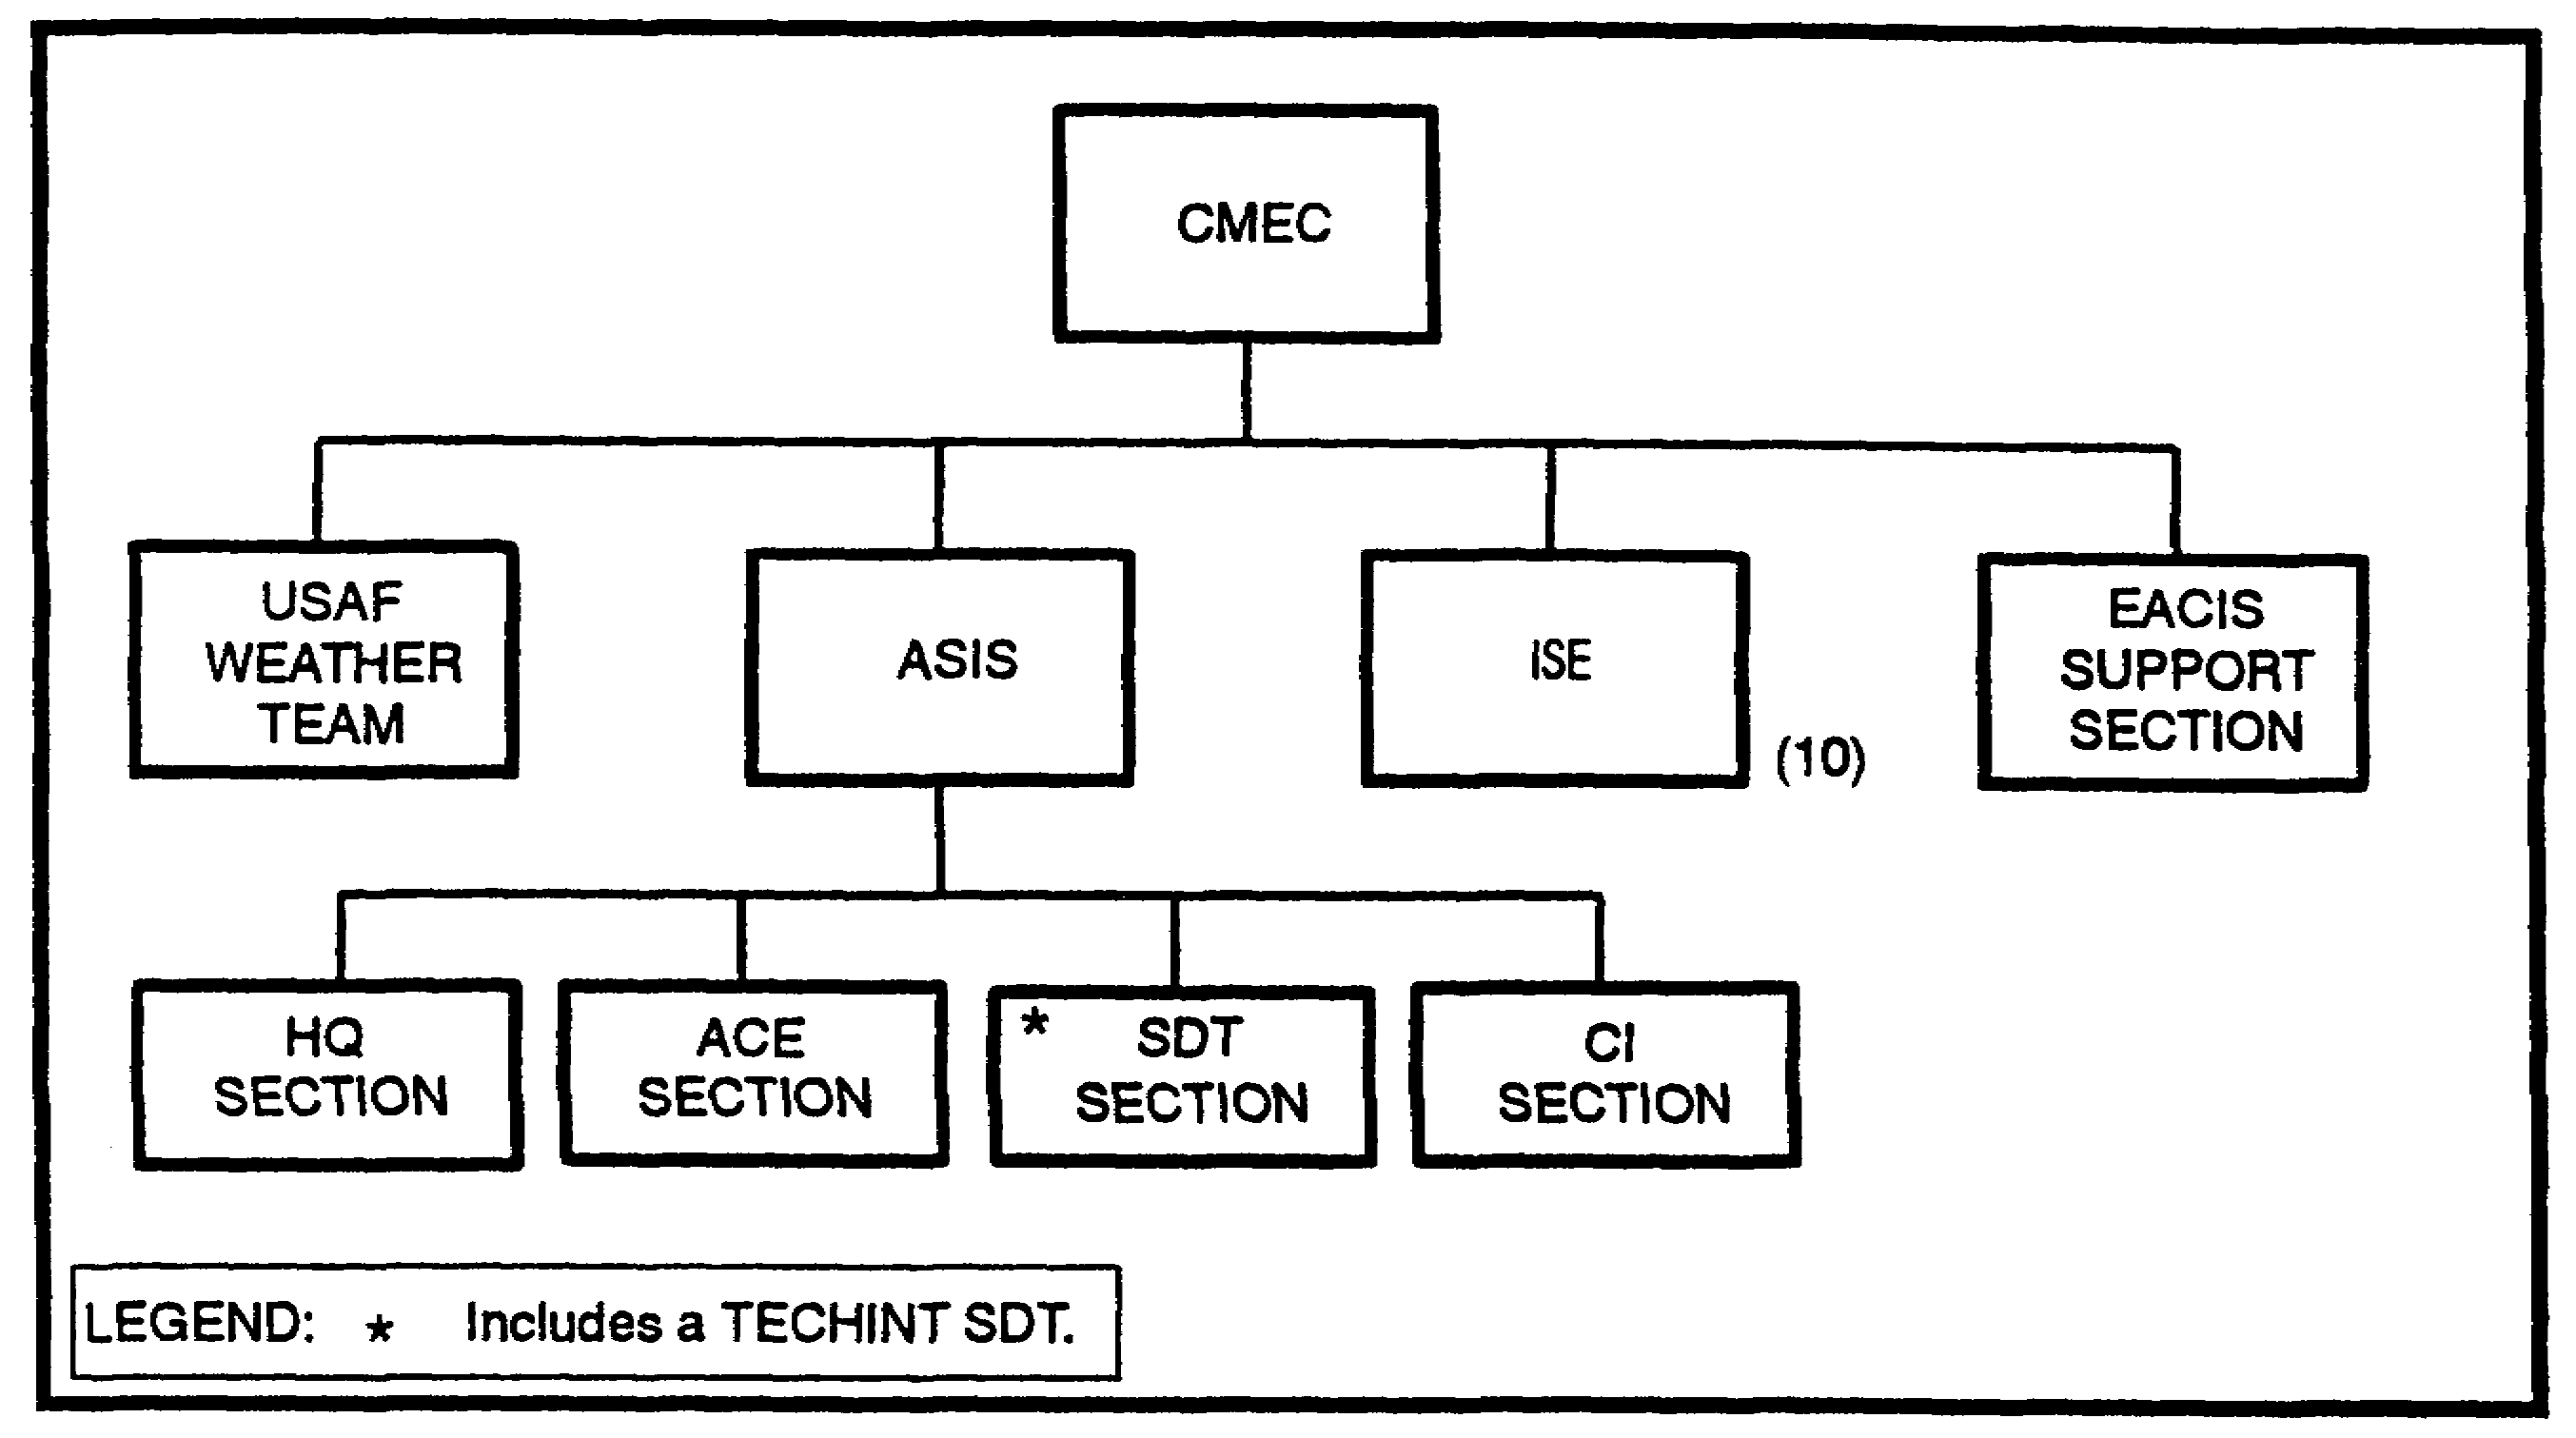 CMEC
USAF
WEATHER
TEAM
ASIS
ISE
(10)
EACIS
SUPPORT
SECTION
HQ
SECTION
ACE
SECTION
* SDT
SECTION
CI
SECTION
LEGEND: * Includes a TECHINT SDT.